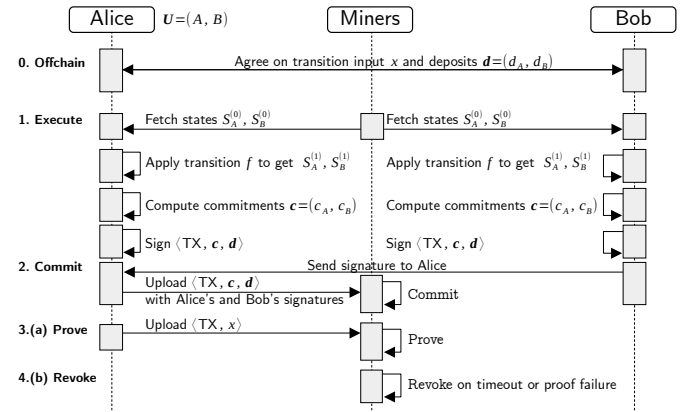 Alice U=(A, B) Miners Bob
0. Offchain Agree on transition input x and deposits d=(d_A, d_B)
1. Execute Fetch states S_A^(0), S_B^(0) Fetch states S_A^(0), S_B^(0)
Apply transition f to get S_A^(1), S_B^(1) Apply transition f to get S_A^(1), S_B^(1)
Compute commitments c=(c_A, c_B) Compute commitments c=(c_A, c_B)
Sign ⟨TX, c, d⟩ Sign ⟨TX, c, d⟩
2. Commit Send signature to Alice
Upload ⟨TX, c, d⟩
with Alice's and Bob's signatures
Commit
3.(a) Prove Upload ⟨TX, x⟩
Prove
4.(b) Revoke Revoke on timeout or proof failure